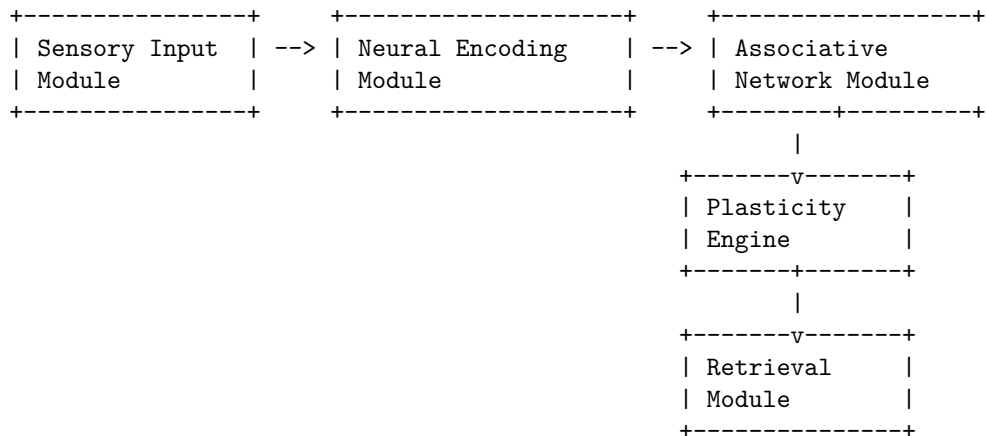 Sensory Input Neural Encoding Associative
Module Module Network Module
Plasticity
Engine
Retrieval
Module